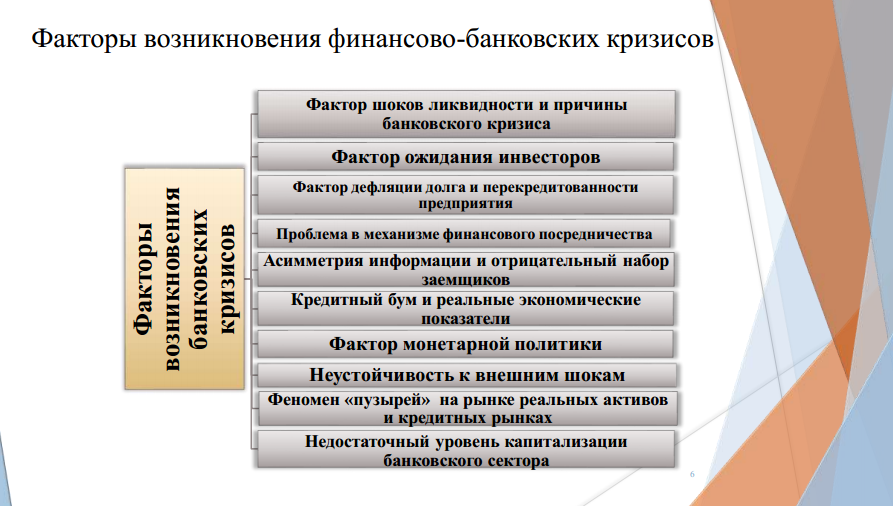 Факторы возникновения финансово-банковских кризисов
Факторы
возникновения
банковских
кризисов
Фактор шоков ликвидности и причины
банковского кризиса
Фактор ожидания инвесторов
Фактор дефляции долга и перекредитованности
предприятия
Проблема в механизме финансового посредничества
Асимметрия информации и отрицательный набор
заемщиков
Кредитный бум и реальные экономические
показатели
Фактор монетарной политики
Неустойчивость к внешним шокам
Феномен «пузырей» на рынке реальных активов
и кредитных рынках
Недостаточный уровень капитализации
банковского сектора
6